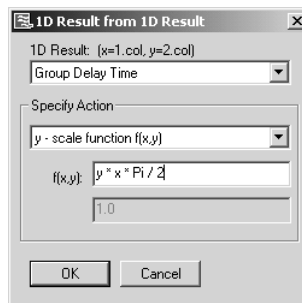 1D Result from 1D Result
1D Result: (x=1.col, y=2.col)
Group Delay Time
Specify Action
y - scale function f(x,y)
f(x,y): y * x * Pi / 2
1.0
OK Cancel